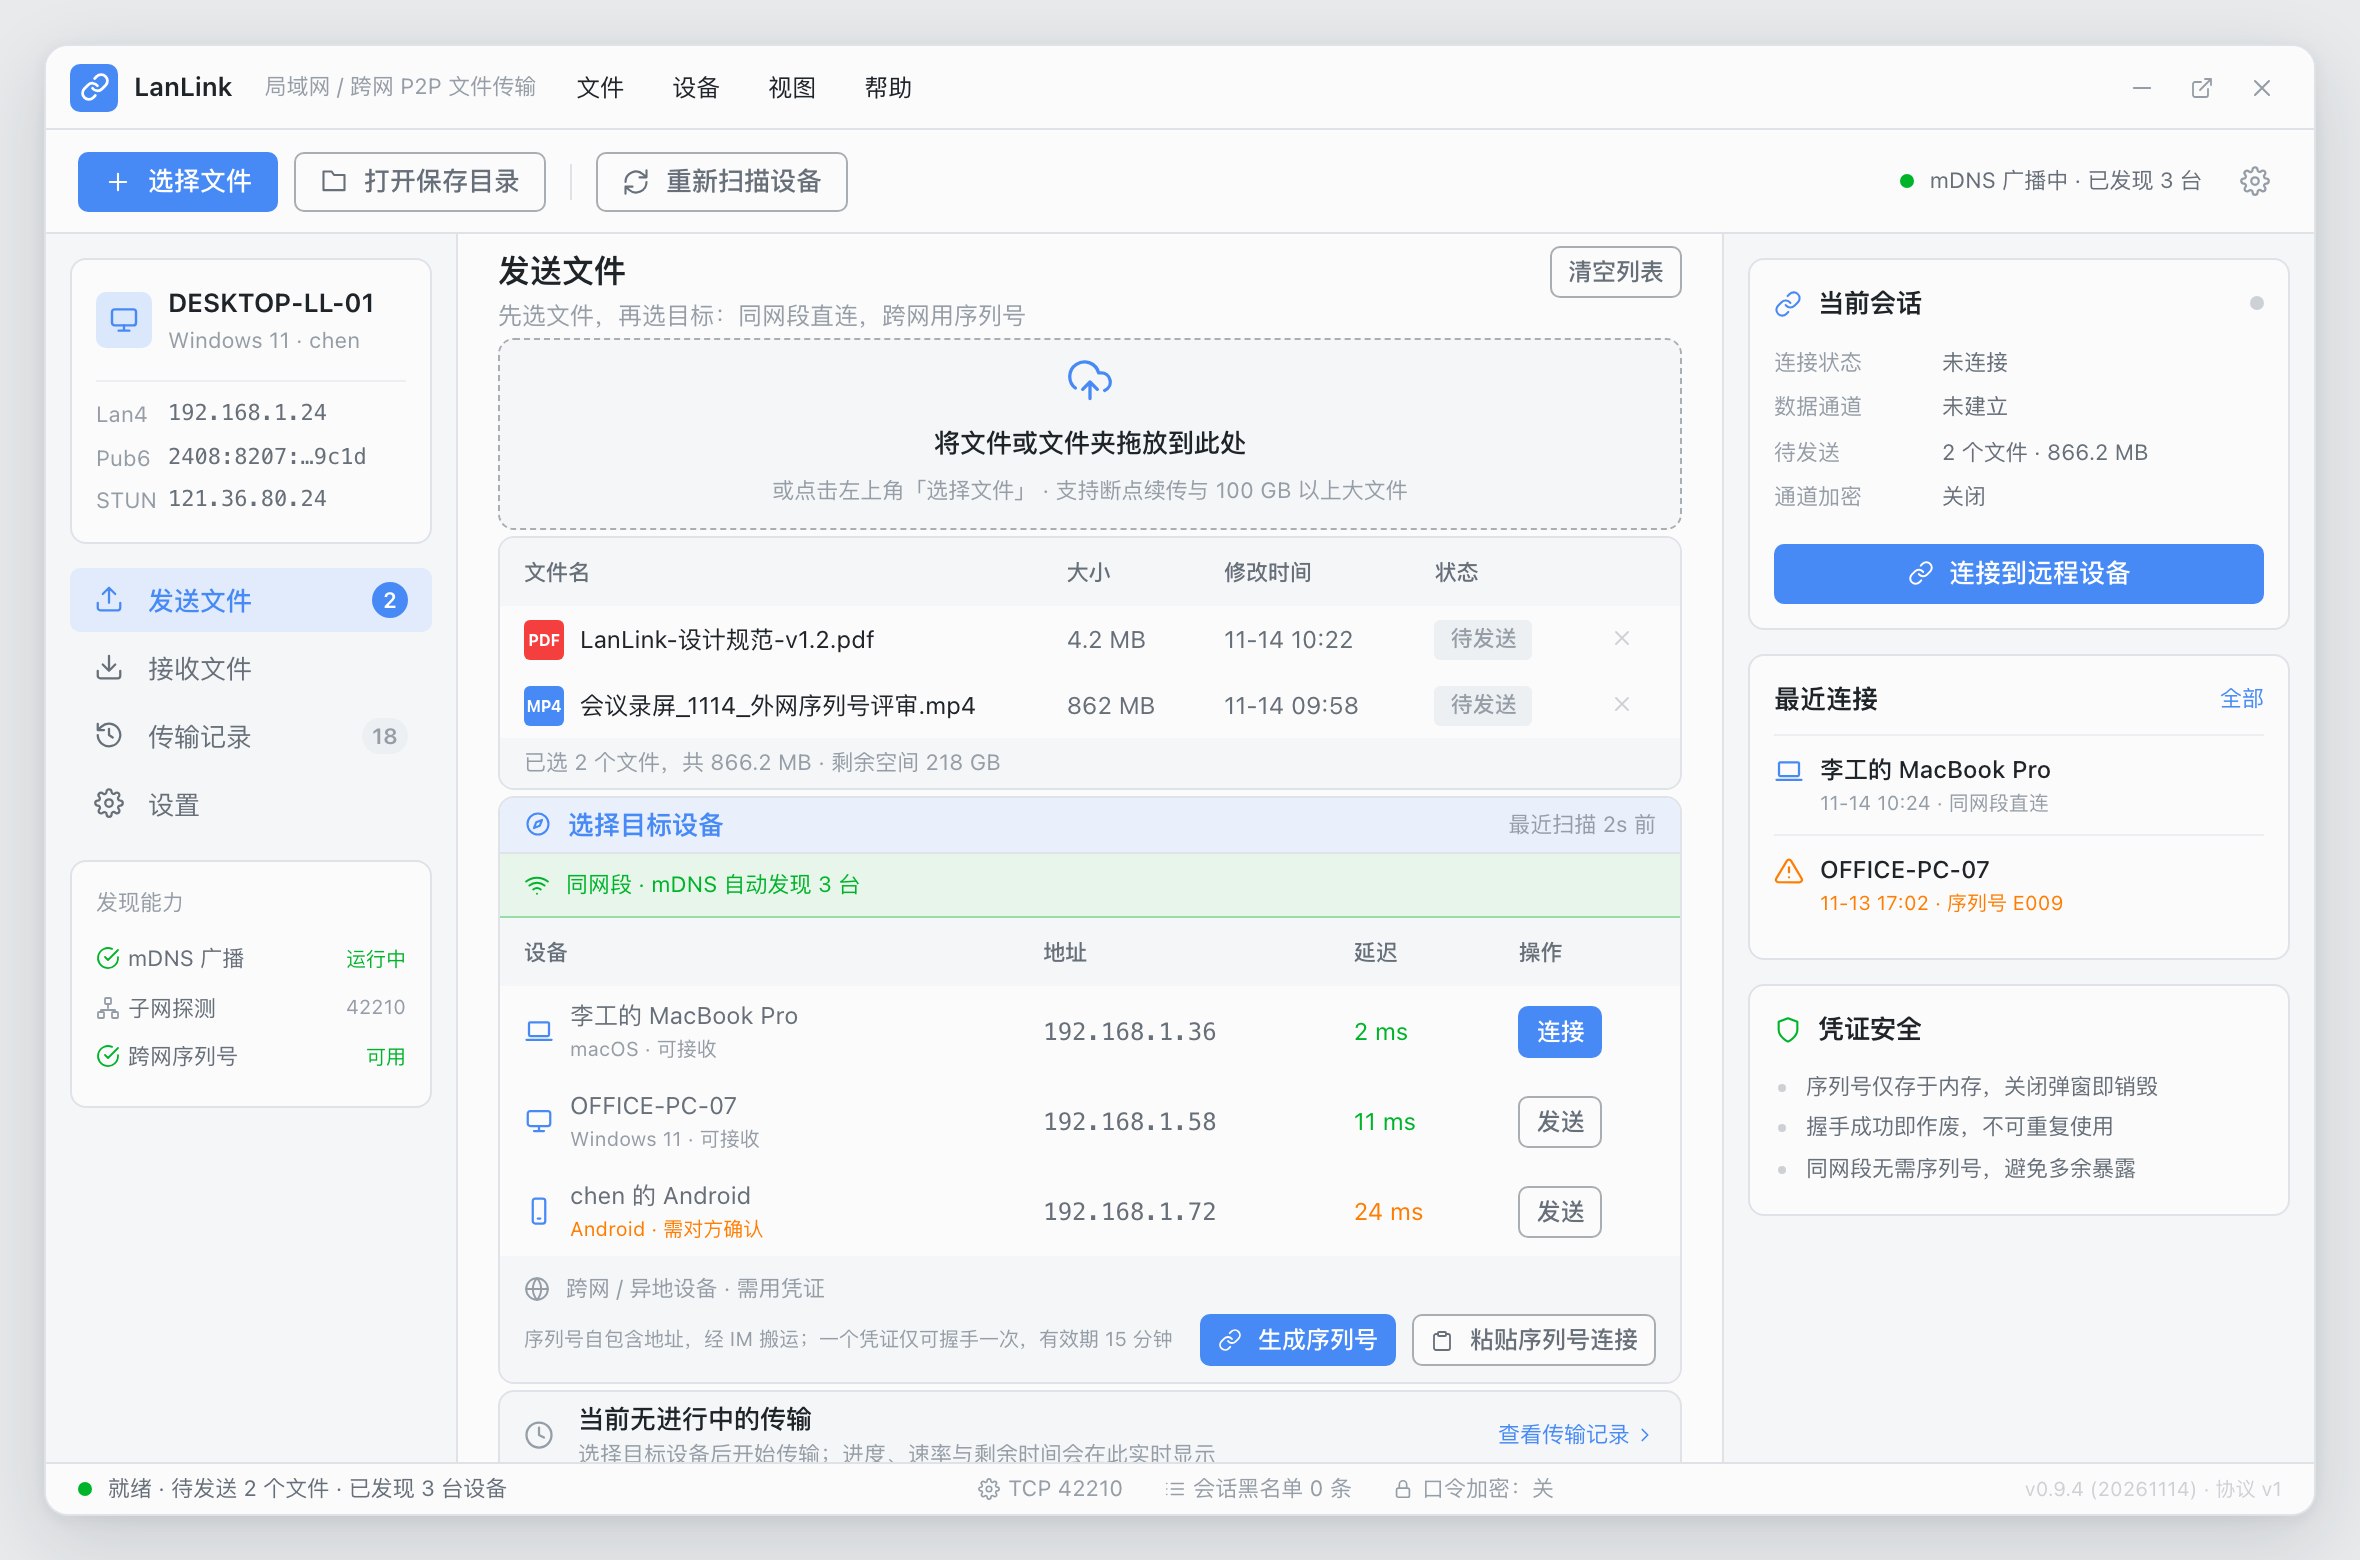 LanLink 局域网 / 跨网 P2P 文件传输 文件 设备 视图 帮助
选择文件 打开保存目录 重新扫描设备 mDNS 广播中 · 已发现 3 台
DESKTOP-LL-01
Windows 11 · chen
Lan4 192.168.1.24
Pub6 2408:8207:…9c1d
STUN 121.36.80.24
发送文件 2
接收文件
传输记录 18
设置
发现能力
mDNS 广播 运行中
子网探测 42210
跨网序列号 可用
发送文件 清空列表
先选文件，再选目标：同网段直连，跨网用序列号
将文件或文件夹拖放到此处
或点击左上角「选择文件」 · 支持断点续传与 100 GB 以上大文件
文件名 大小 修改时间 状态
PDF LanLink-设计规范-v1.2.pdf 4.2 MB 11-14 10:22 待发送
MP4 会议录屏_1114_外网序列号评审.mp4 862 MB 11-14 09:58 待发送
已选 2 个文件，共 866.2 MB · 剩余空间 218 GB
选择目标设备 最近扫描 2s 前
同网段 · mDNS 自动发现 3 台
设备 地址 延迟 操作
李工的 MacBook Pro 192.168.1.36 2 ms 连接
macOS · 可接收
OFFICE-PC-07 192.168.1.58 11 ms 发送
Windows 11 · 可接收
chen 的 Android 192.168.1.72 24 ms 发送
Android · 需对方确认
跨网 / 异地设备 · 需用凭证
序列号自包含地址，经 IM 搬运；一个凭证仅可握手一次，有效期 15 分钟 生成序列号 粘贴序列号连接
当前无进行中的传输 查看传输记录
选择目标设备后开始传输；进度、速率与剩余时间会在此实时显示
当前会话
连接状态 未连接
数据通道 未建立
待发送 2 个文件 · 866.2 MB
通道加密 关闭
连接到远程设备
最近连接 全部
李工的 MacBook Pro
11-14 10:24 · 同网段直连
OFFICE-PC-07
11-13 17:02 · 序列号 E009
凭证安全
序列号仅存于内存，关闭弹窗即销毁
握手成功即作废，不可重复使用
同网段无需序列号，避免多余暴露
就绪 · 待发送 2 个文件 · 已发现 3 台设备 TCP 42210 会话黑名单 0 条 口令加密：关 v0.9.4 (20261114) · 协议 v1